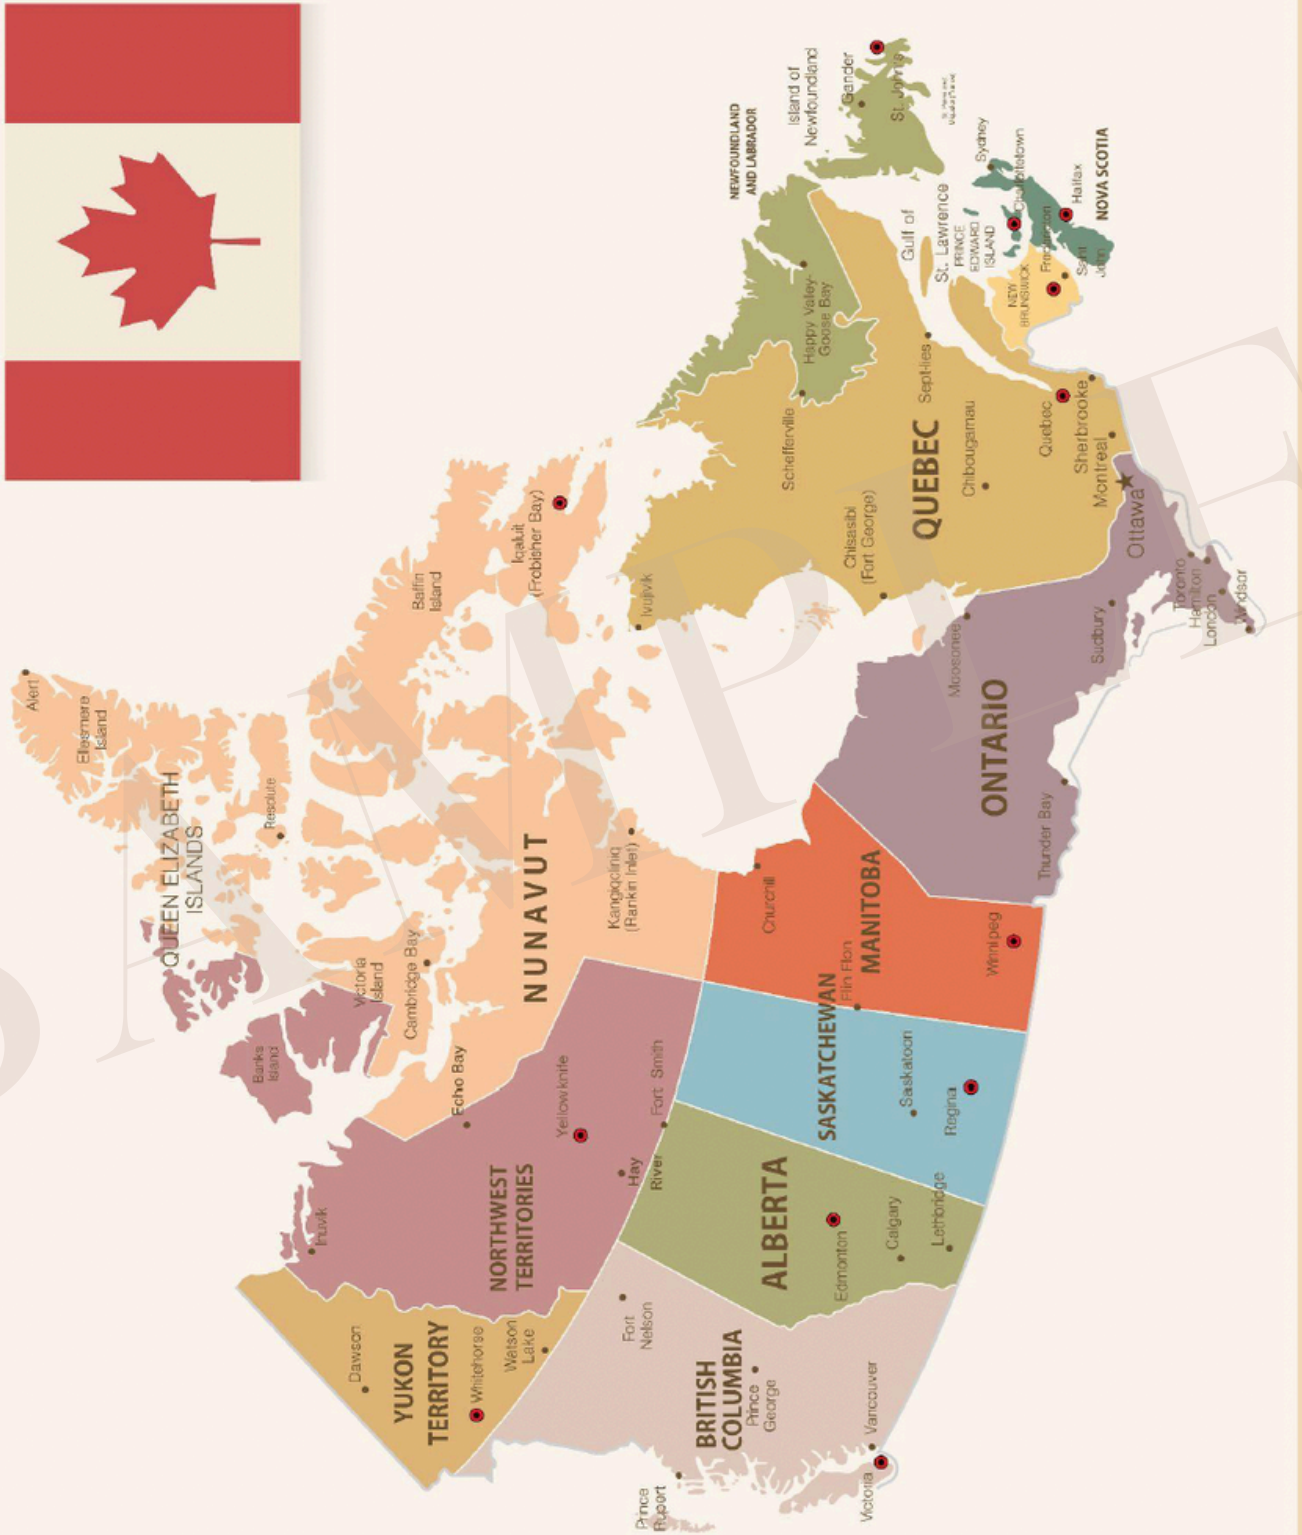 Alert
Ellesmere
Island
QUEEN ELIZABETH
ISLANDS
Resolute
Banks
Island
Victoria
Island
Cambridge Bay
Baffin
Island
Iqaluit
(Frobisher Bay)
NUNAVUT
Kangiqcliniq
(Rankin Inlet)
Echo Bay
Inuvik
NORTHWEST
TERRITORIES
Yellowknife
Hay
River
Fort Smith
Dawson
YUKON
TERRITORY
Whitehorse
Watson
Lake
Fort
Nelson
BRITISH
COLUMBIA
Prince
George
Prince
Rupert
Vancouver
Victoria
ALBERTA
Edmonton
Calgary
Lethbridge
SASKATCHEWAN
Saskatoon
Regina
Churchill
Flin Flon
MANITOBA
Winnipeg
ONTARIO
Moosonee
Thunder Bay
Sudbury
Ottawa
Toronto
Hamilton
London
Windsor
Ivujivik
Schefferville
Chisasibi
(Fort George)
QUEBEC
Chibougamau
Sept-Iles
Quebec
Sherbrooke
Montreal
NEWFOUNDLAND
AND LABRADOR
Happy Valley-
Goose Bay
Island of
Newfoundland
Gander
St. John's
Gulf of
St. Lawrence
PRINCE
EDWARD
ISLAND
Sydney
Charlottetown
Halifax
NOVA SCOTIA
NEW
BRUNSWICK
Fredericton
Saint
John
SAMPLE